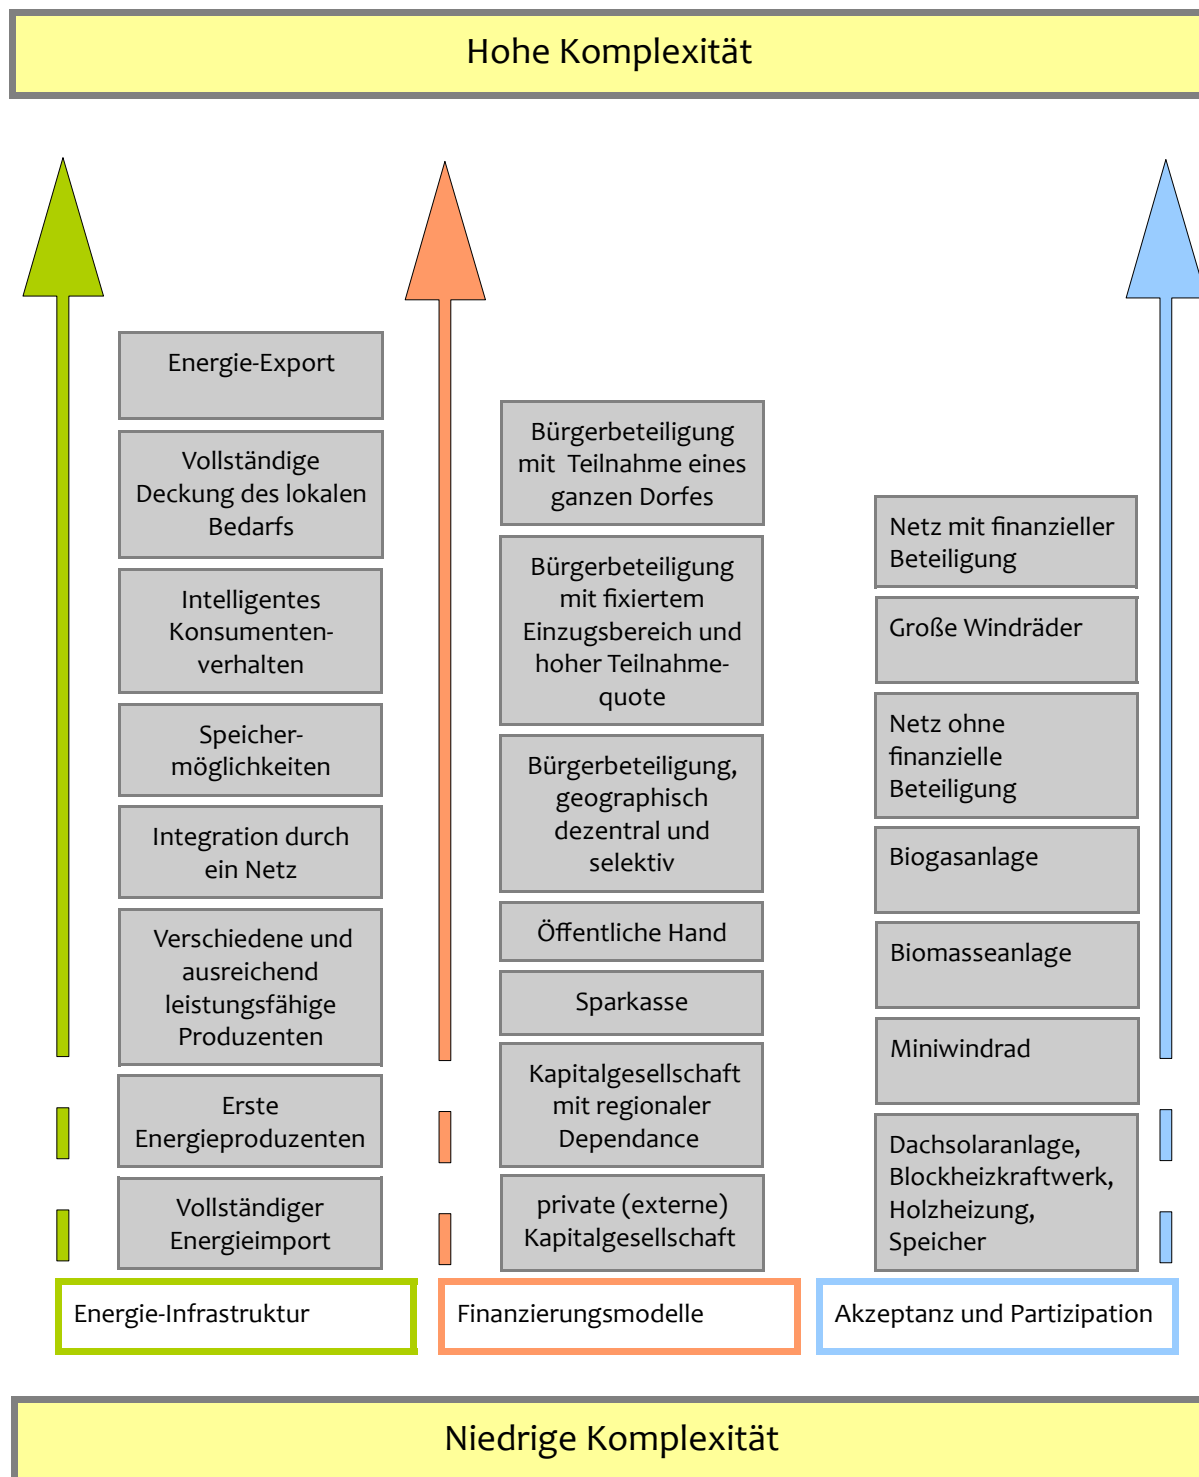 Hohe Komplexität
Energie-Export
Vollständige
Deckung des lokalen
Bedarfs
Intelligentes
Konsumenten-
verhalten
Speicher-
möglichkeiten
Integration durch
ein Netz
Verschiedene und
ausreichend
leistungsfähige
Produzenten
Erste
Energieproduzenten
Vollständiger
Energieimport
Energie-Infrastruktur
Bürgerbeteiligung
mit Teilnahme eines
ganzen Dorfes
Bürgerbeteiligung
mit fixiertem
Einzugsbereich und
hoher Teilnahme-
quote
Bürgerbeteiligung,
geographisch
dezentral und
selektiv
Öffentliche Hand
Sparkasse
Kapitalgesellschaft
mit regionaler
Dependance
private (externe)
Kapitalgesellschaft
Finanzierungsmodelle
Netz mit finanzieller
Beteiligung
Große Windräder
Netz ohne
finanzielle
Beteiligung
Biogasanlage
Biomasseanlage
Miniwindrad
Dachsolaranlage,
Blockheizkraftwerk,
Holzheizung,
Speicher
Akzeptanz und Partizipation
Niedrige Komplexität